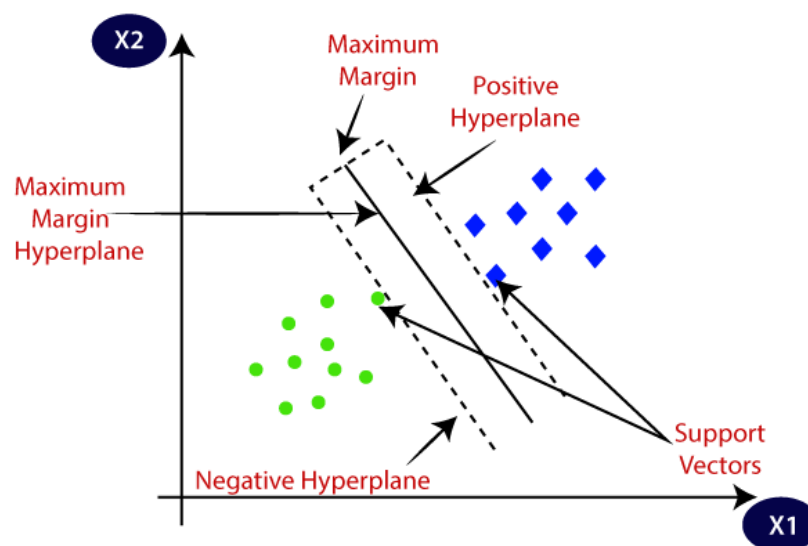 X2
Maximum
Margin
Positive
Hyperplane
Maximum
Margin
Hyperplane
Support
Vectors
Negative Hyperplane
X1